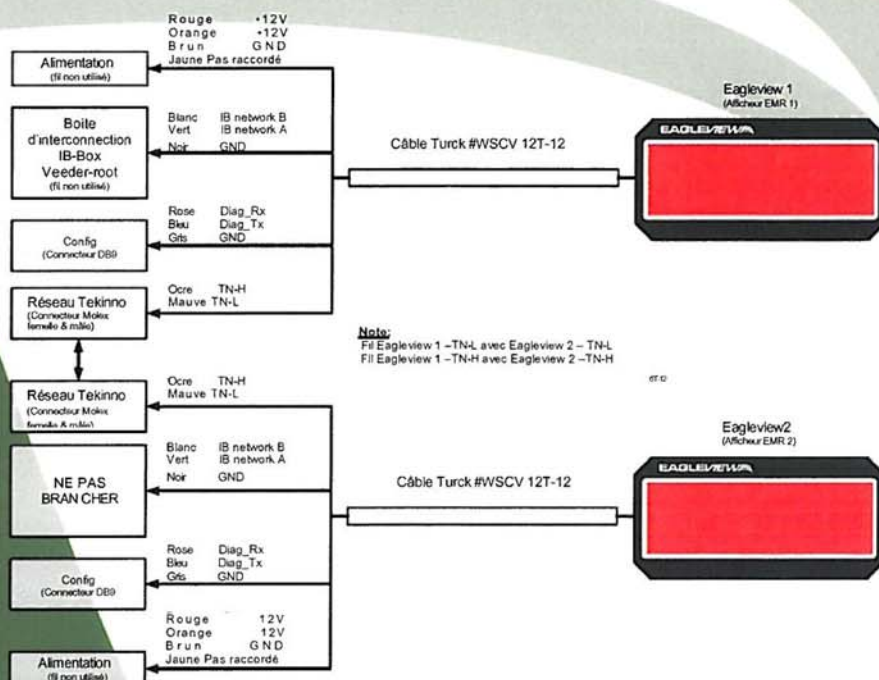 Rouge +12V
Orange +12V
Brun GND
Jaune Pas raccordé
Alimentation
(fil non utilisé)
Blanc IB network B
Vert IB network A
Noir GND
Boite
d'interconnection
IB-Box
Veeder-root
(fil non utilisé)
Rose Diag_Rx
Bleu Diag_Tx
Gris GND
Config
(Connecteur DB9
Ocre TN-H
Mauve TN-L
Réseau Tekinno
(Connecteur Molex
femelle & mâle)
Câble Turck #WSCV 12T-12
Eagleview 1
(Afficheur EMR 1)
EAGLEVIEW
Note:
Fil Eagleview 1 –TN-L avec Eagleview 2 – TN-L
Fil Eagleview 1 –TN-H avec Eagleview 2 –TN-H
Réseau Tekinno
(Connecteur Molex
femelle & mâle)
Ocre TN-H
Mauve TN-L
Blanc IB network B
Vert IB network A
Noir GND
NE PAS
BRAN CHER
Câble Turck #WSCV 12T-12
Eagleview2
(Afficheur EMR 2)
EAGLEVIEW
Rose Diag_Rx
Bleu Diag_Tx
Gris GND
Config
(Connecteur DB9
Rouge 12V
Orange 12V
Brun GND
Jaune Pas raccordé
Alimentation
(fil non utilisé)